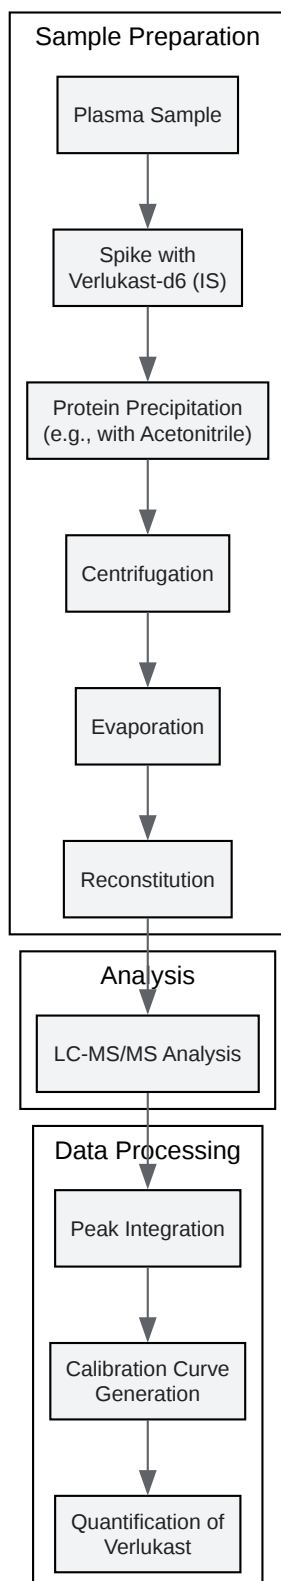 Sample Preparation
Plasma Sample
Spike with
Verlukast-d6 (IS)
Protein Precipitation
(e.g., with Acetonitrile)
Centrifugation
Evaporation
Reconstitution
Analysis
LC-MS/MS Analysis
Data Processing
Peak Integration
Calibration Curve
Generation
Quantification of
Verlukast